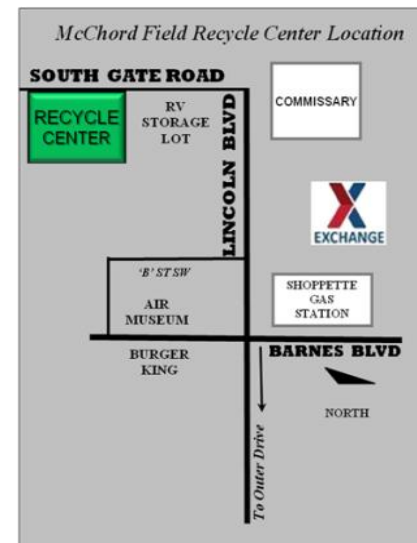 McChord Field Recycle Center Location
SOUTH GATE ROAD
RECYCLE
CENTER
RV
STORAGE
LOT
LINCOLN BLVD
COMMISSARY
EXCHANGE
'B' ST SW
AIR
MUSEUM
SHOPPETTE
GAS
STATION
BURGER
KING
BARNES BLVD
NORTH
To Outer Drive